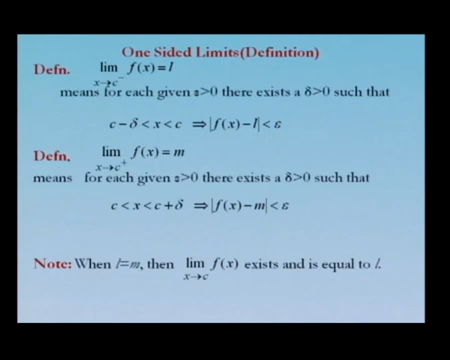 One Sided Limits(Definition)
Defn. lim x→c⁻ f(x)=l
means for each given ε>0 there exists a δ>0 such that
c−δ<x<c ⇒|f(x)−l|<ε
Defn. lim x→c⁺ f(x)=m
means for each given ε>0 there exists a δ>0 such that
c<x<c+δ ⇒|f(x)−m|<ε
Note: When l=m, then lim x→c f(x) exists and is equal to l.